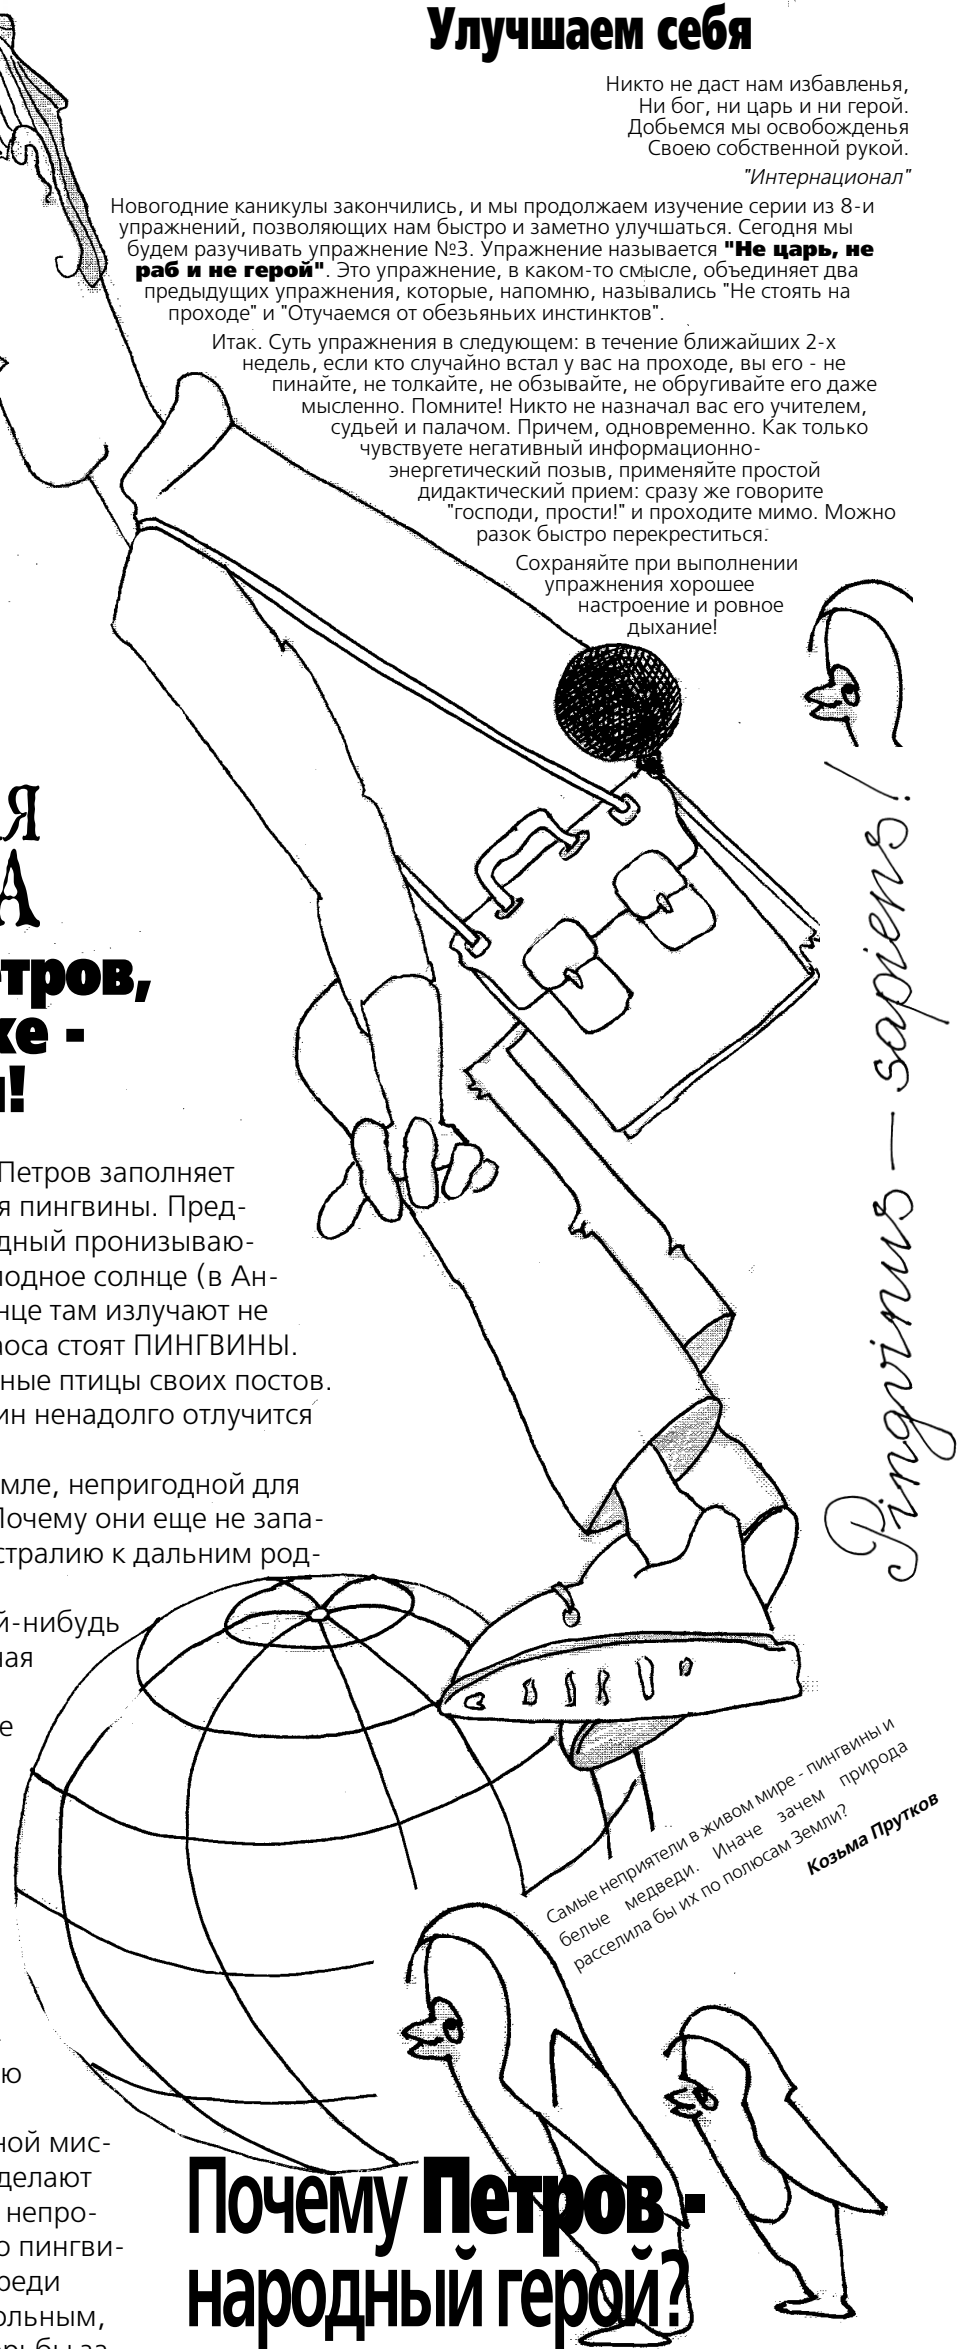 Улучшаем себя
Никто не даст нам избавленья,
Ни бог, ни царь и ни герой.
Добьемся мы освобожденья
Своею собственной рукой.
"Интернационал"
Новогодние каникулы закончились, и мы продолжаем изучение серии из 8-и
упражнений, позволяющих нам быстро и заметно улучшаться. Сегодня мы
будем разучивать упражнение №3. Упражнение называется "Не царь, не
раб и не герой". Это упражнение, в каком-то смысле, объединяет два
предыдущих упражнения, которые, напомню, назывались "Не стоять на
проходе" и "Отучаемся от обезьяньих инстинктов".
Итак. Суть упражнения в следующем: в течение ближайших 2-х
недель, если кто случайно встал у вас на проходе, вы его - не
пинайте, не толкайте, не обзывайте, не обругивайте его даже
мысленно. Помните! Никто не назначал вас его учителем,
судьей и палачом. Причем, одновременно. Как только
чувствуете негативный информационно-
энергетический позыв, применяйте простой
дидактический прием: сразу же говорите
"господи, прости!" и проходите мимо. Можно
разок быстро перекреститься.
Сохраняйте при выполнении
упражнения хорошее
настроение и ровное
дыхание!
Pingvinus — sapiens!
Я
А
тров,
же -
!
Петров заполняет
я пингвины. Пред-
дный пронизываю-
лодное солнце (в Ан-
нце там излучают не
аоса стоят ПИНГВИНЫ.
ные птицы своих постов.
ин ненадолго отлучится
мле, непригодной для
Почему они еще не запа-
стралию к дальним род-
й-нибудь
ная
е
Самые неприятели в живом мире - пингвины и
белые медведи. Иначе зачем природа
расселила бы их по полюсам Земли?
Козьма Прутков
ю
ной мис-
делают
непро-
о пингви-
реди
ольным,
рьбы за
Почему Петров -
народный герой?